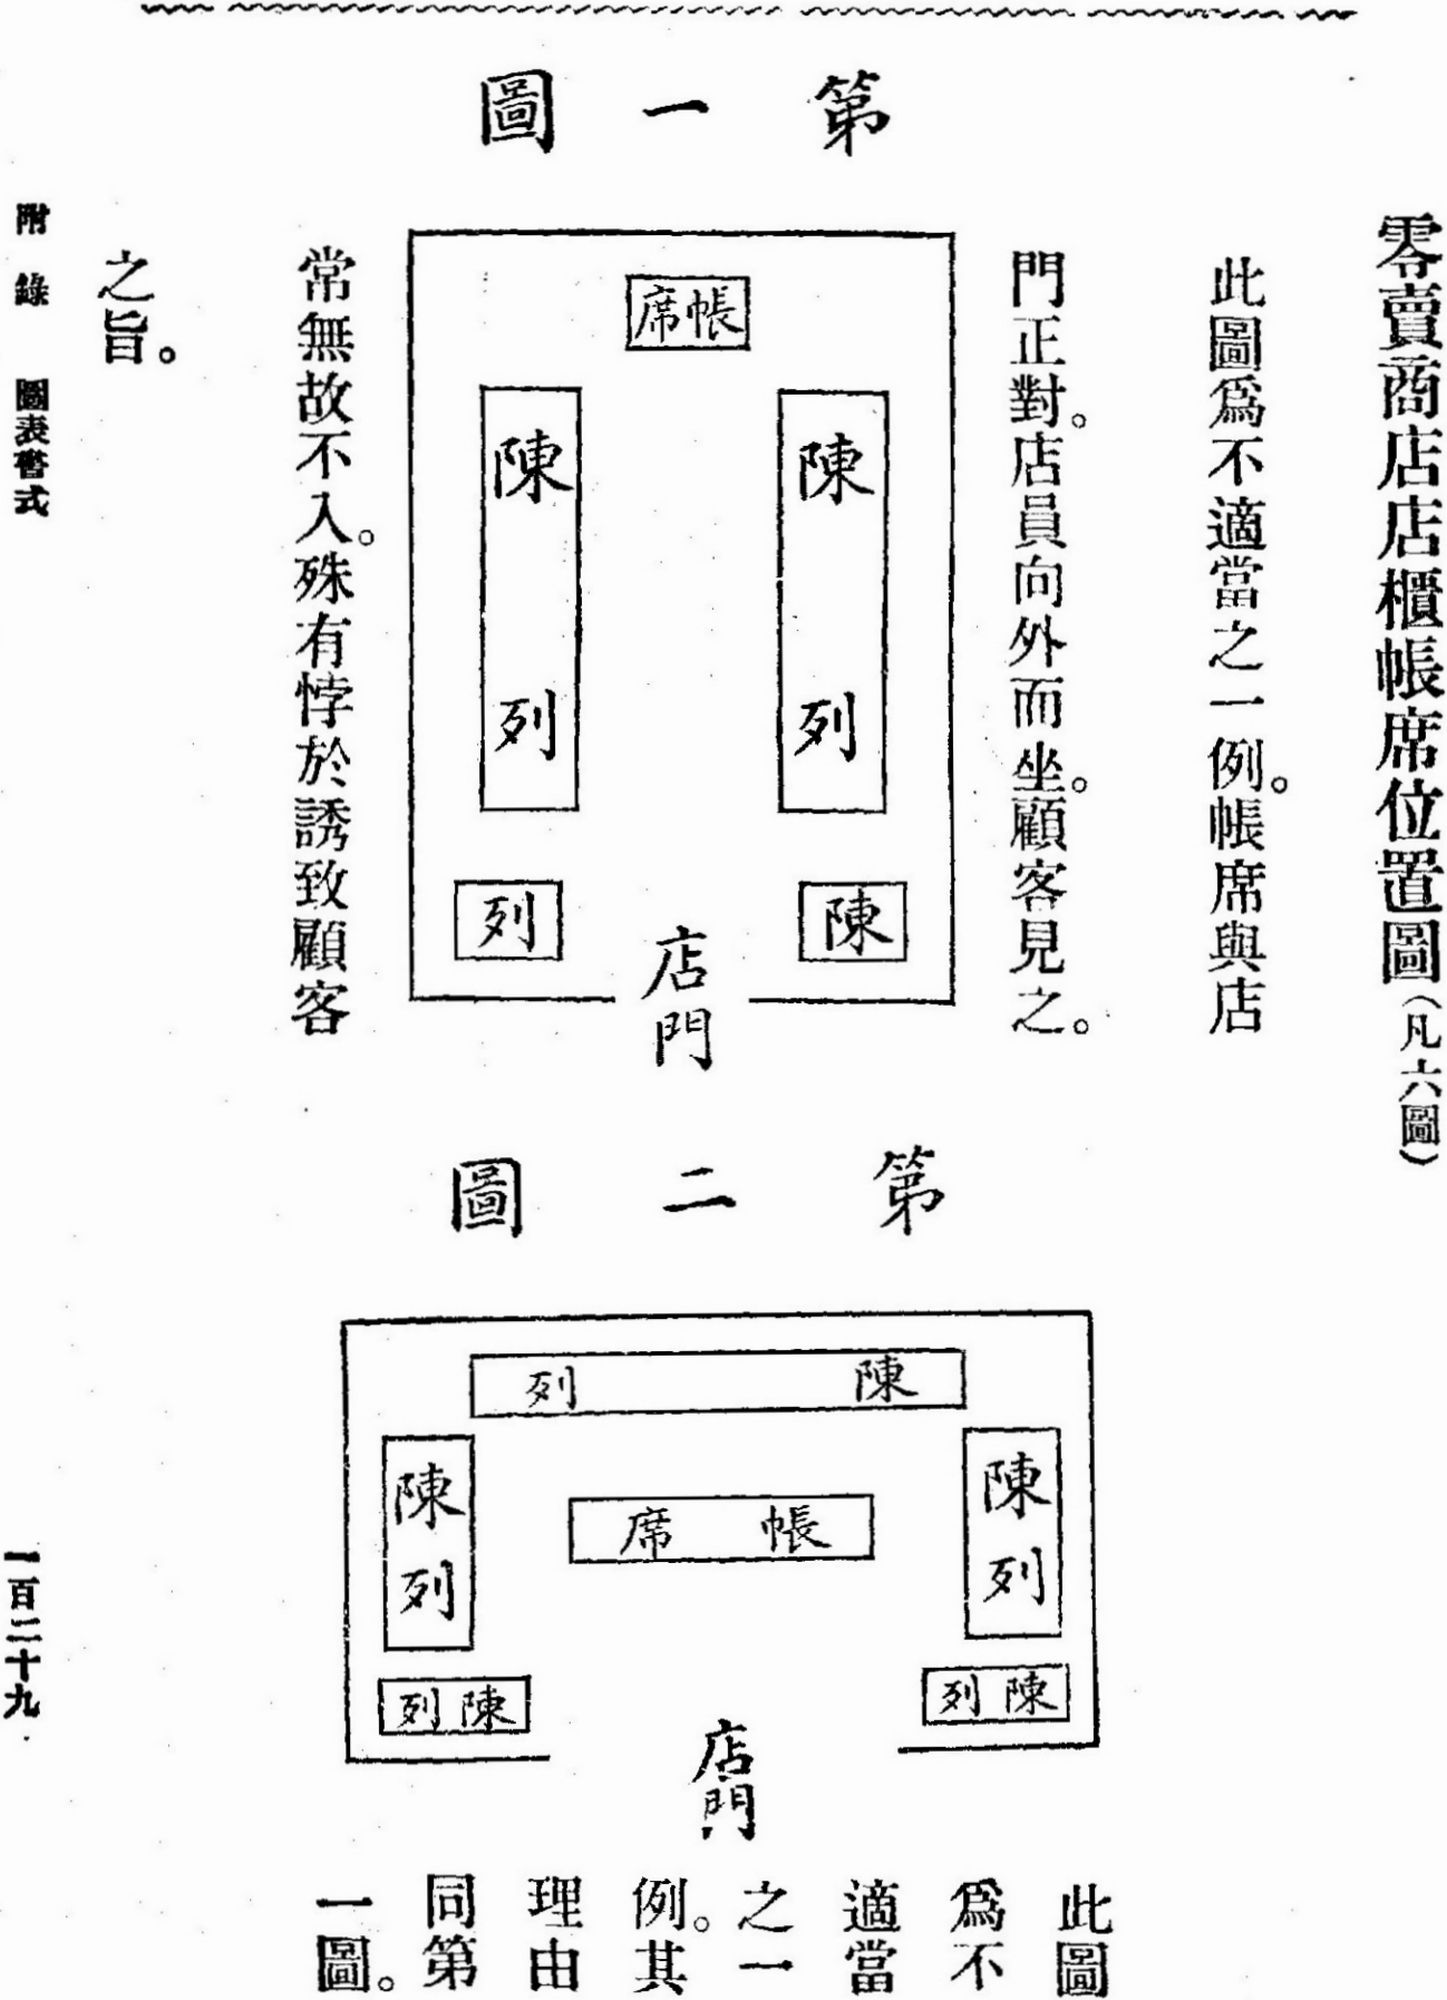 零賣商店店櫃帳席位置圖(凡六圖)
此圖爲不適當之一例。帳席與店
門正對。店員向外而坐。顧客見之。
第一圖
帳席
陳列
陳列
陳列
店門
常無故不入。殊有悖於誘致顧客
之旨。
第二圖
陳列
陳列
帳席
陳列
陳列
陳列
店門
此圖
爲不
適當
之一
例。其
理由
同第
一圖。
附錄 圖表書式
一百二十九